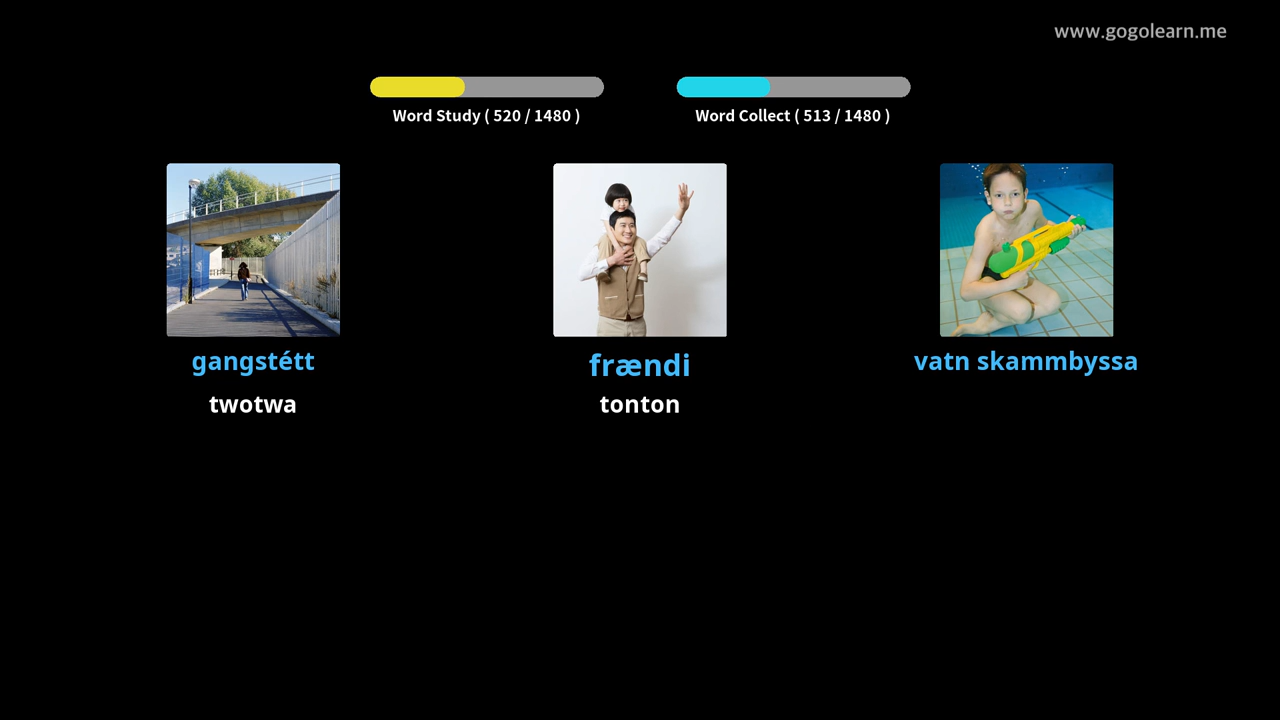 www.gogolearn.me
Word Study ( 520 / 1480 )
Word Collect ( 513 / 1480 )
gangstétt
frændi
vatn skammbyssa
twotwa
tonton